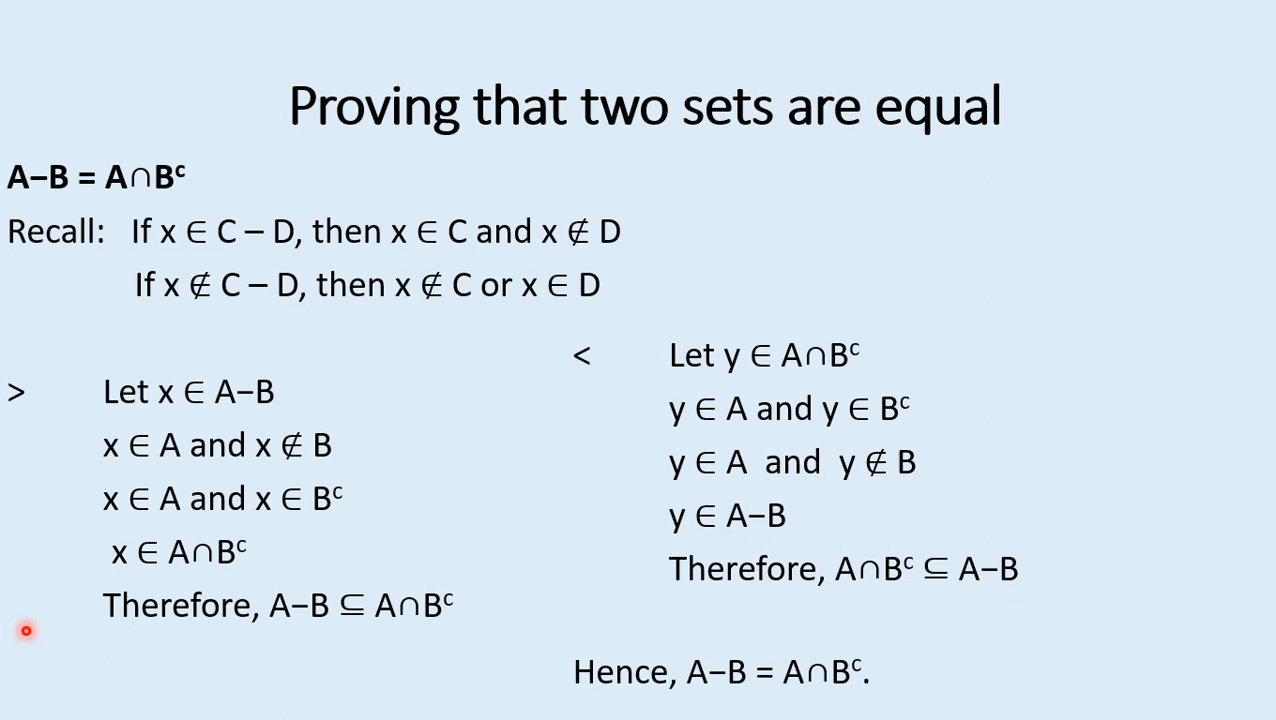 Proving that two sets are equal
A−B = A∩Bᶜ
Recall: If x ∈ C – D, then x ∈ C and x ∉ D
If x ∉ C – D, then x ∉ C or x ∈ D
> Let x ∈ A−B
x ∈ A and x ∉ B
x ∈ A and x ∈ Bᶜ
x ∈ A∩Bᶜ
Therefore, A−B ⊆ A∩Bᶜ
< Let y ∈ A∩Bᶜ
y ∈ A and y ∈ Bᶜ
y ∈ A and y ∉ B
y ∈ A−B
Therefore, A∩Bᶜ ⊆ A−B
Hence, A−B = A∩Bᶜ.